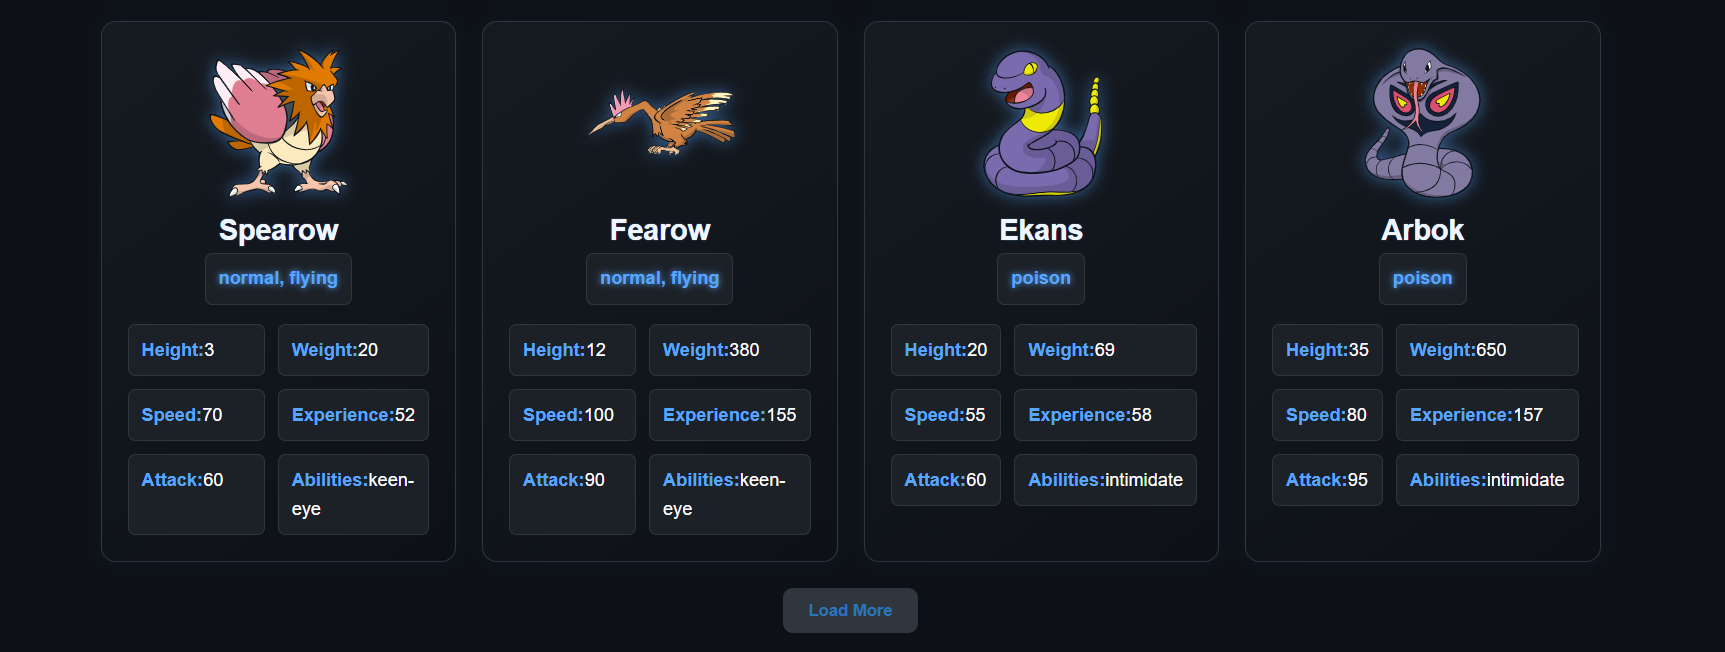 Spearow
normal, flying
Height:3
Weight:20
Speed:70
Experience:52
Attack:60
Abilities:keen-
eye
Fearow
normal, flying
Height:12
Weight:380
Speed:100
Experience:155
Attack:90
Abilities:keen-
eye
Ekans
poison
Height:20
Weight:69
Speed:55
Experience:58
Attack:60
Abilities:intimidate
Arbok
poison
Height:35
Weight:650
Speed:80
Experience:157
Attack:95
Abilities:intimidate
Load More